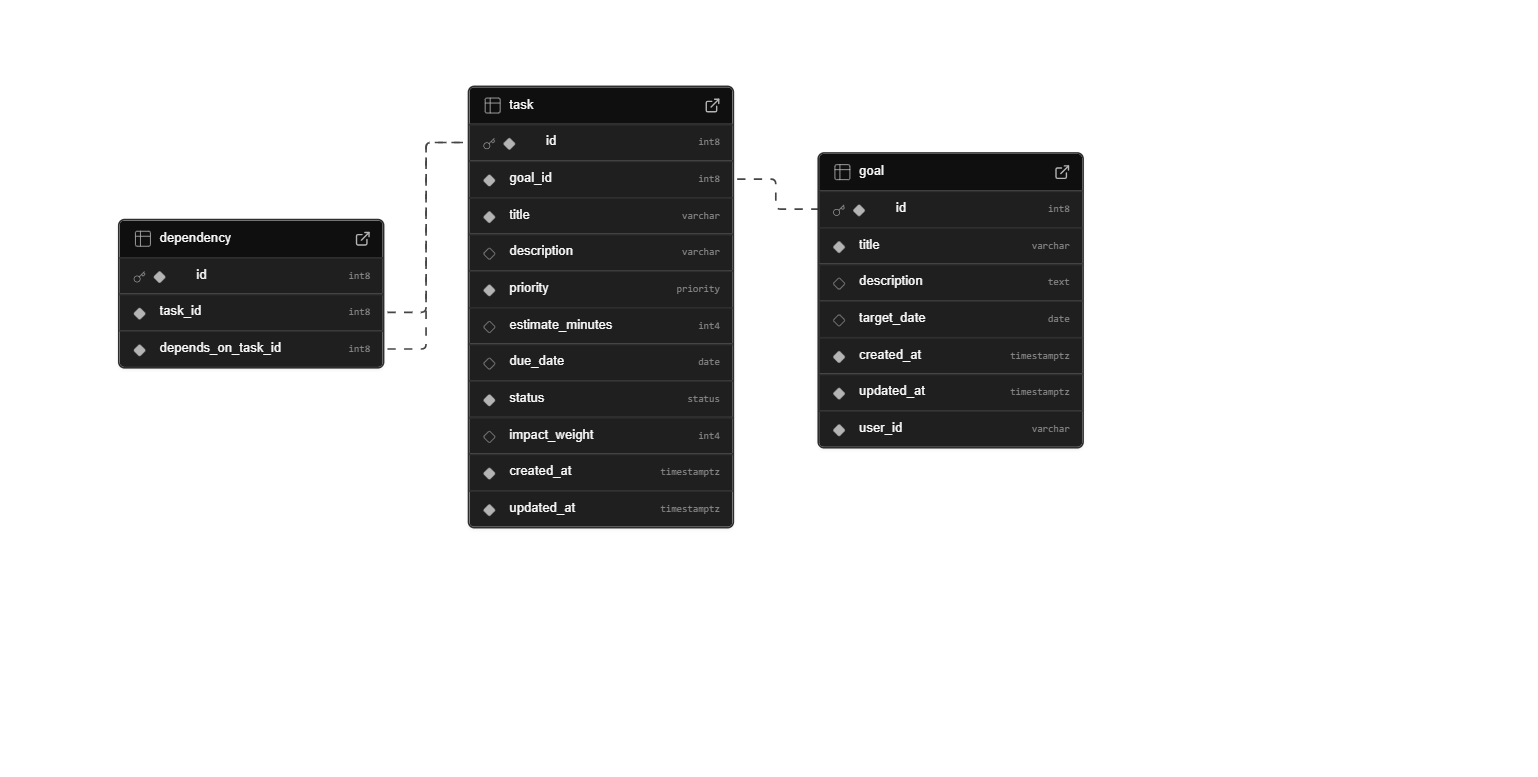 dependency
id int8
task_id int8
depends_on_task_id int8
task
id int8
goal_id int8
title varchar
description varchar
priority priority
estimate_minutes int4
due_date date
status status
impact_weight int4
created_at timestamptz
updated_at timestamptz
goal
id int8
title varchar
description text
target_date date
created_at timestamptz
updated_at timestamptz
user_id varchar